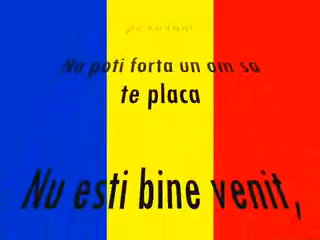 Nu poti forta un om sa
te placa
Nu esti bine venit,